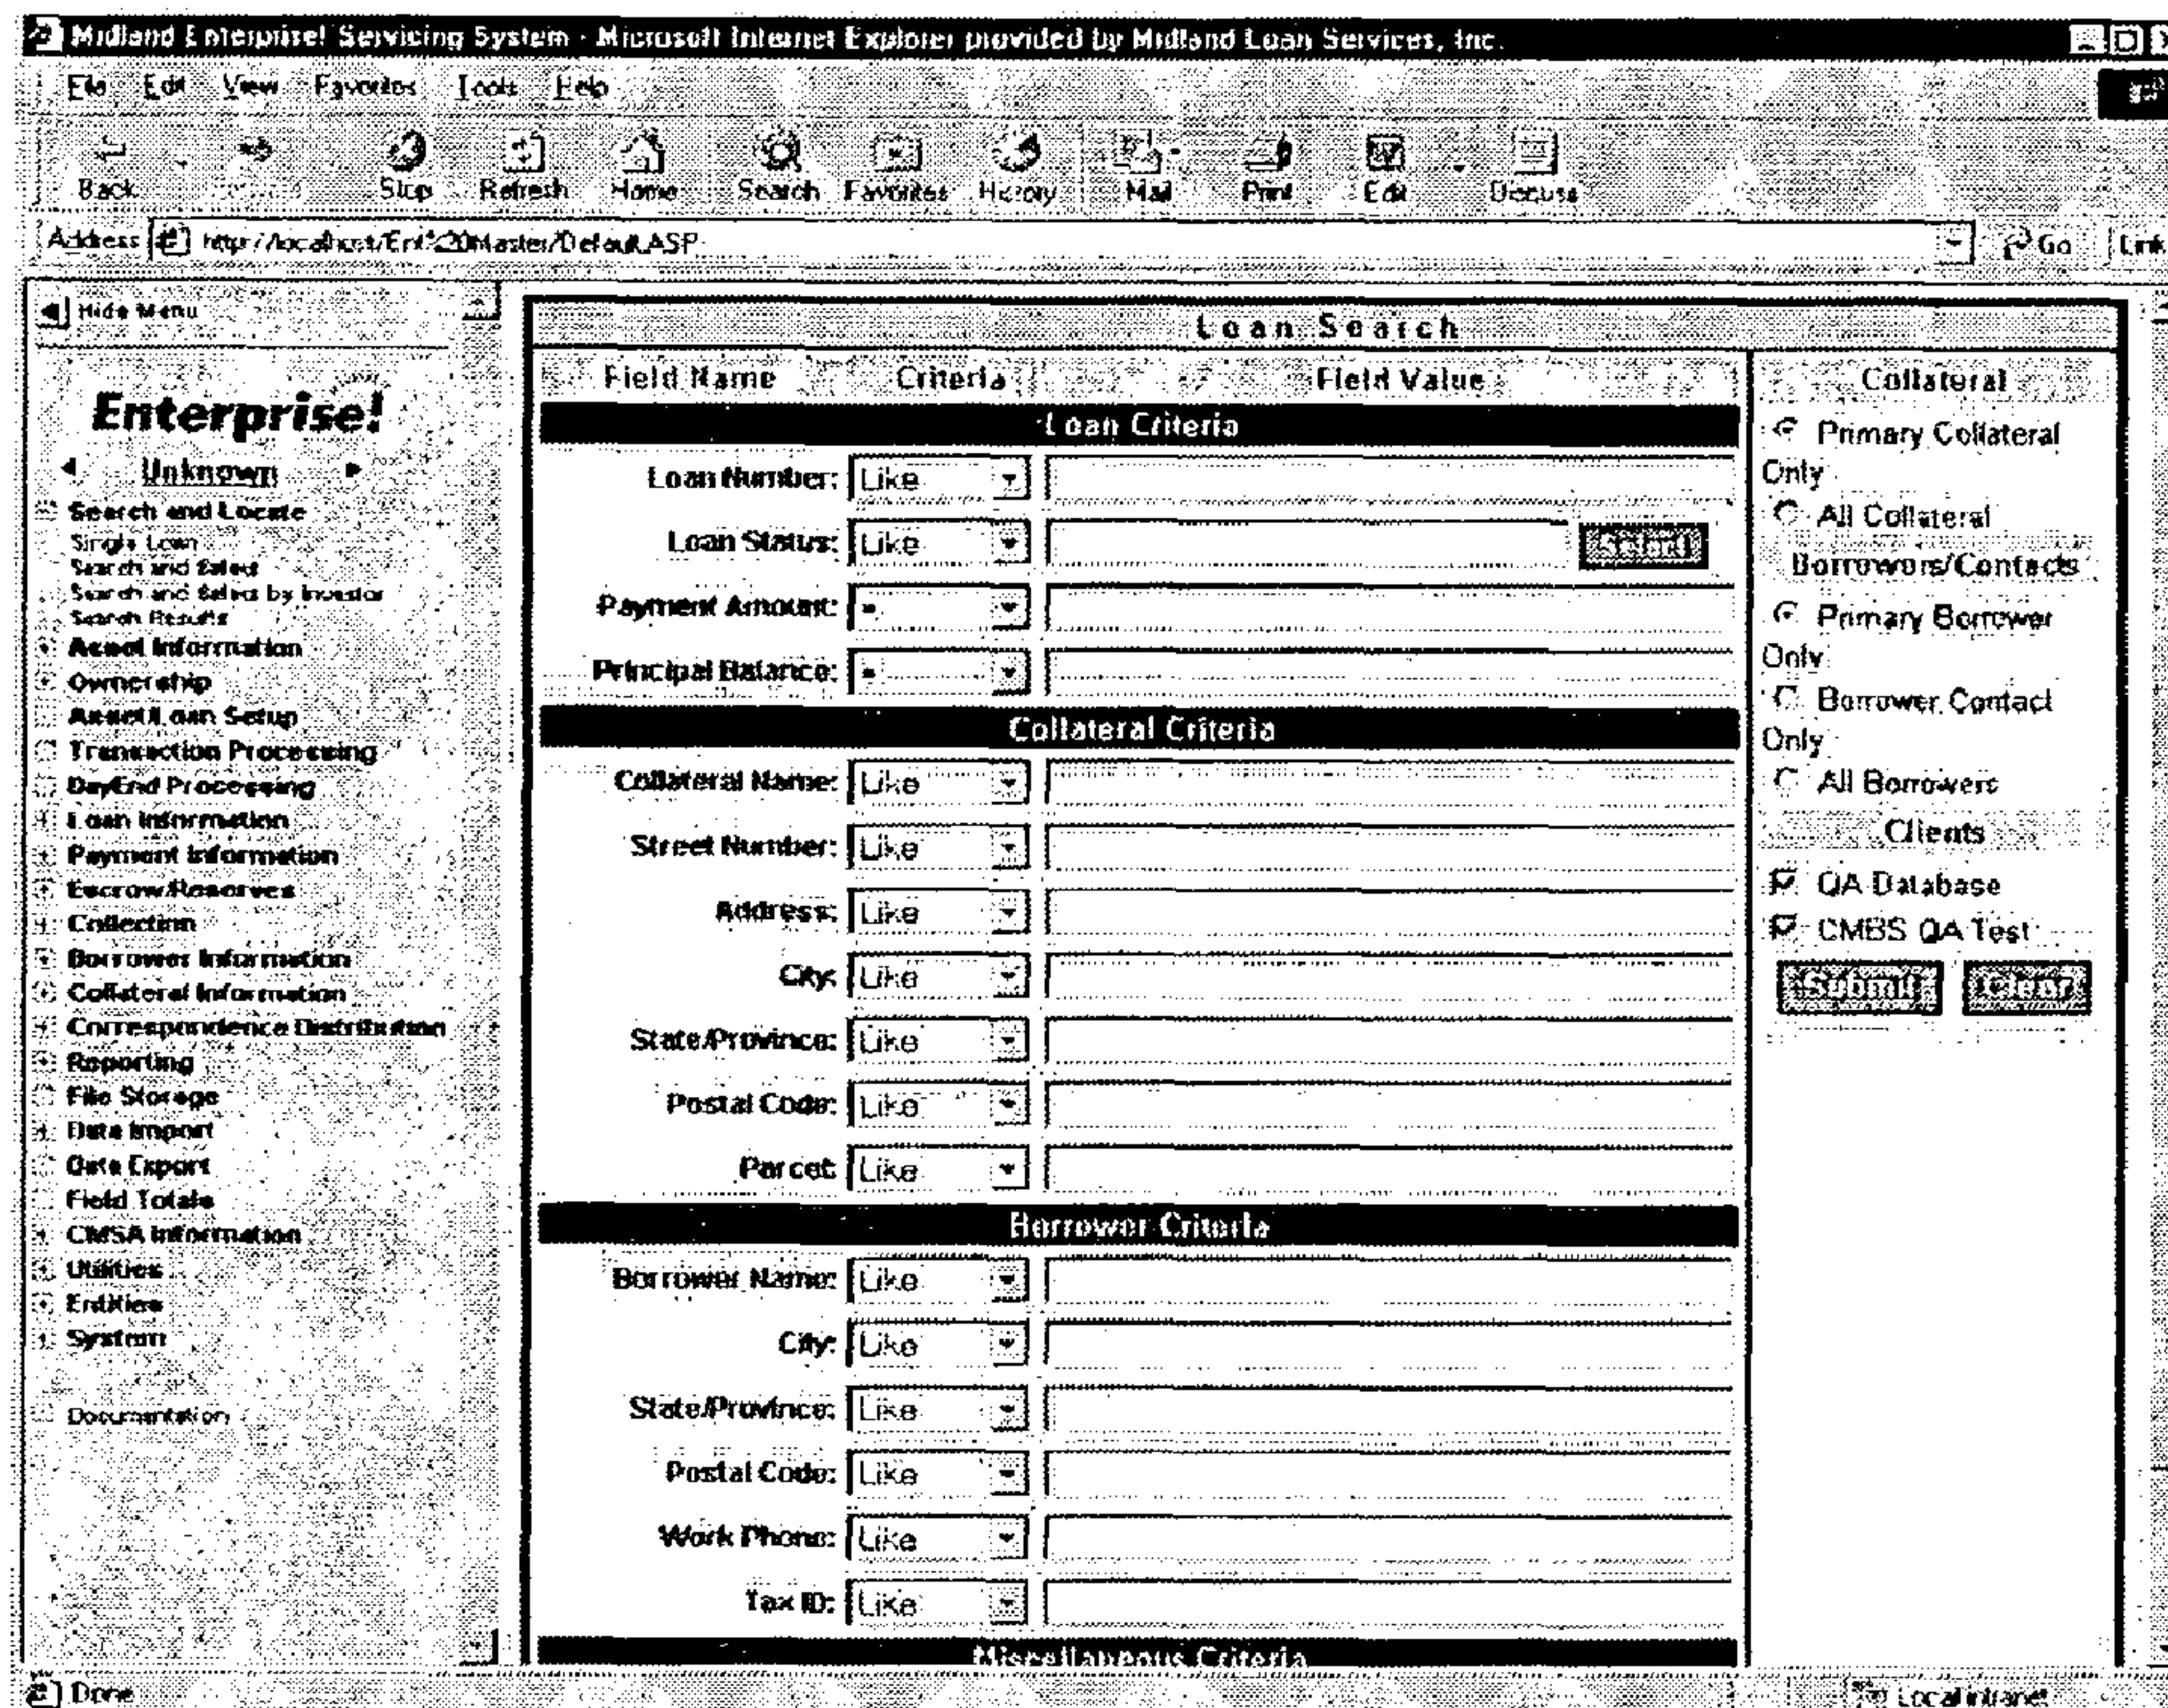 Midland Enterprise! Servicing System - Microsoft Internet Explorer provided by Midland Loan Services, Inc.
File Edit View Favorites Tools Help
Back Stop Refresh Home Search Favorites History Mail Print Edit Discuss
Address http://localhost/Ent%20Master/Default.ASP Go Link
Hide Menu
Enterprise!
Unknown
Search and Locate
Single Loan
Search and Select
Search and Select by Investor
Search Results
Asset Information
Ownership
Asset/Loan Setup
Transaction Processing
DayEnd Processing
Loan Information
Payment Information
Escrow/Reserves
Collection
Borrower Information
Collateral Information
Correspondence Distribution
Reporting
File Storage
Data Import
Data Export
Field Totals
CMSA Information
Utilities
Entities
System
Documentation
Loan Search
Field Name Criteria Field Value
Loan Criteria
Loan Number: Like
Loan Status: Like Select
Payment Amount: =
Principal Balance: =
Collateral Criteria
Collateral Name: Like
Street Number: Like
Address: Like
City: Like
State/Province: Like
Postal Code: Like
Parcel: Like
Borrower Criteria
Borrower Name: Like
City: Like
State/Province: Like
Postal Code: Like
Work Phone: Like
Tax ID: Like
Miscellaneous Criteria
Collateral
Primary Collateral
Only
All Collateral
Borrowers/Contacts
Primary Borrower
Only
Borrower Contact
Only
All Borrowers
Clients
QA Database
CMBS QA Test
Submit Clear
Done Local intranet